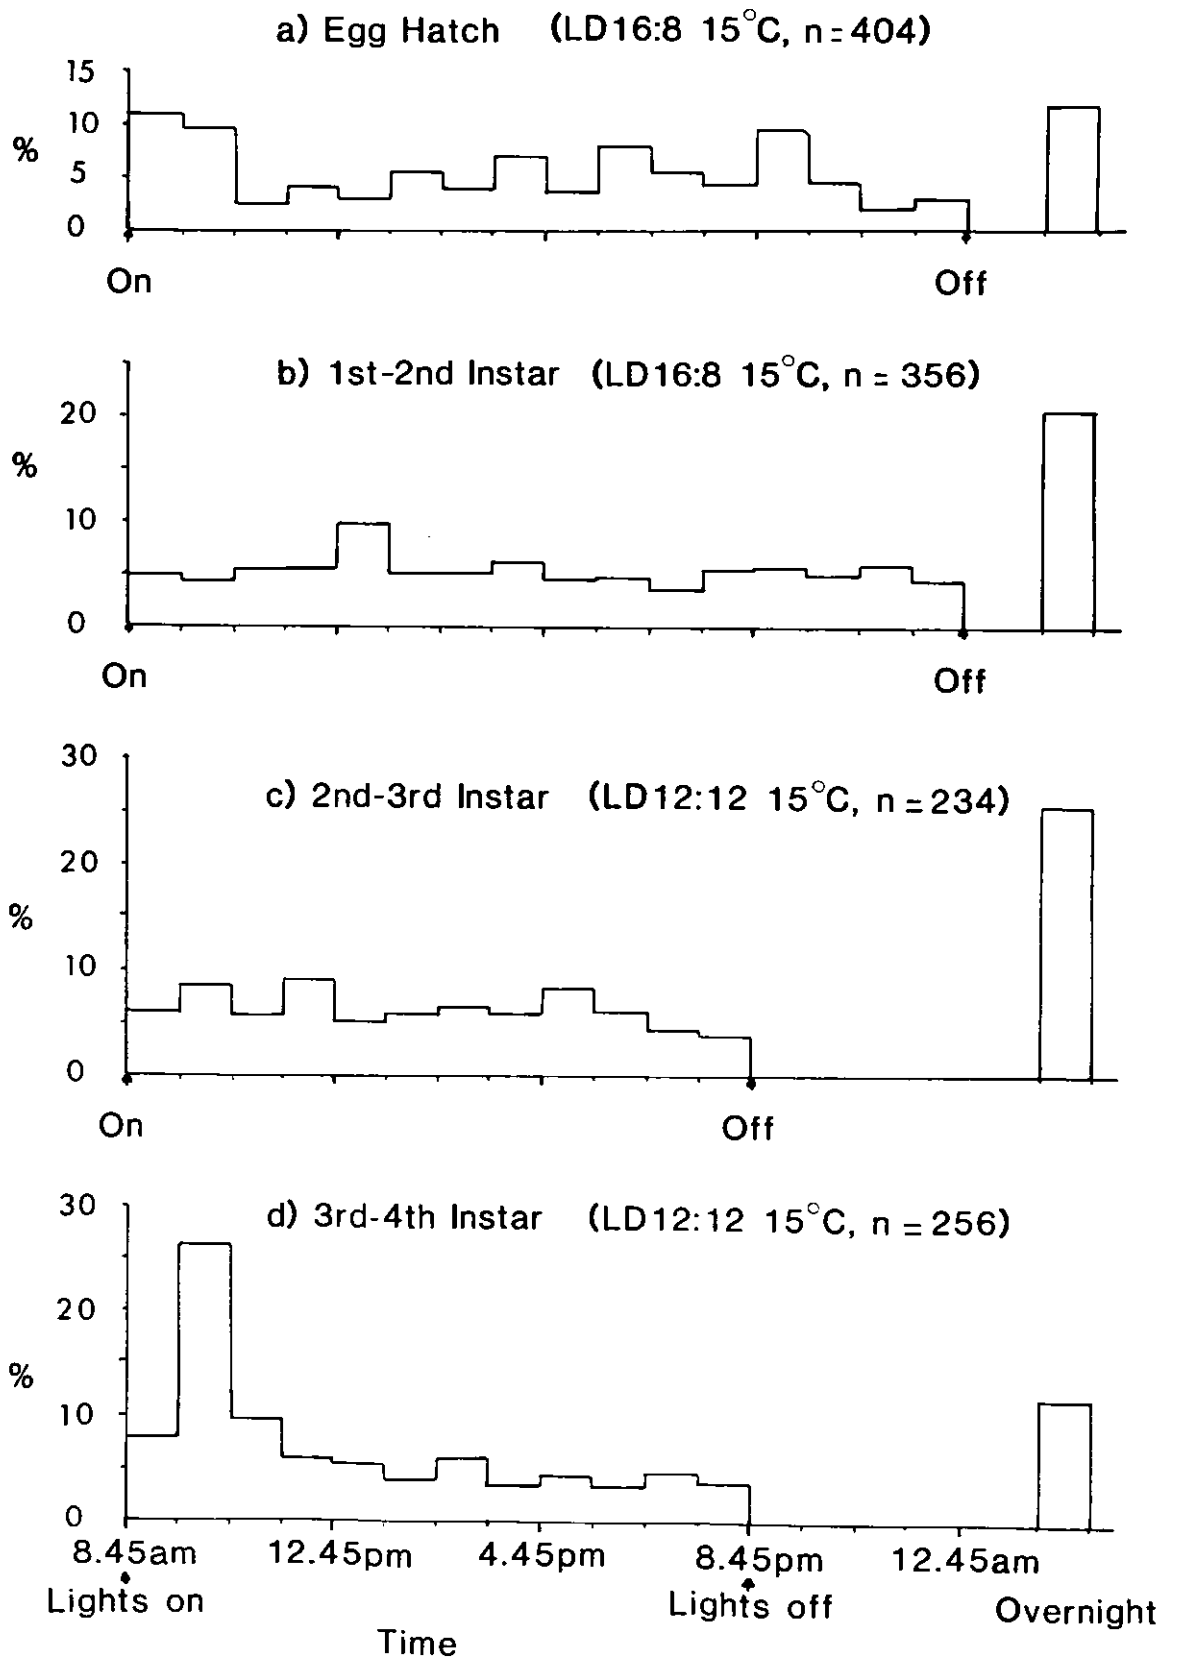 a) Egg Hatch (LD16:8 15°C, n=404)
15
10
%
5
0
On Off
b) 1st-2nd Instar (LD16:8 15°C, n=356)
20
%
10
0
On Off
30
c) 2nd-3rd Instar (LD12:12 15°C, n=234)
20
%
10
0
On Off
30
d) 3rd-4th Instar (LD12:12 15°C, n=256)
20
%
10
0
8.45am 12.45pm 4.45pm 8.45pm 12.45am
Lights on Lights off Overnight
Time